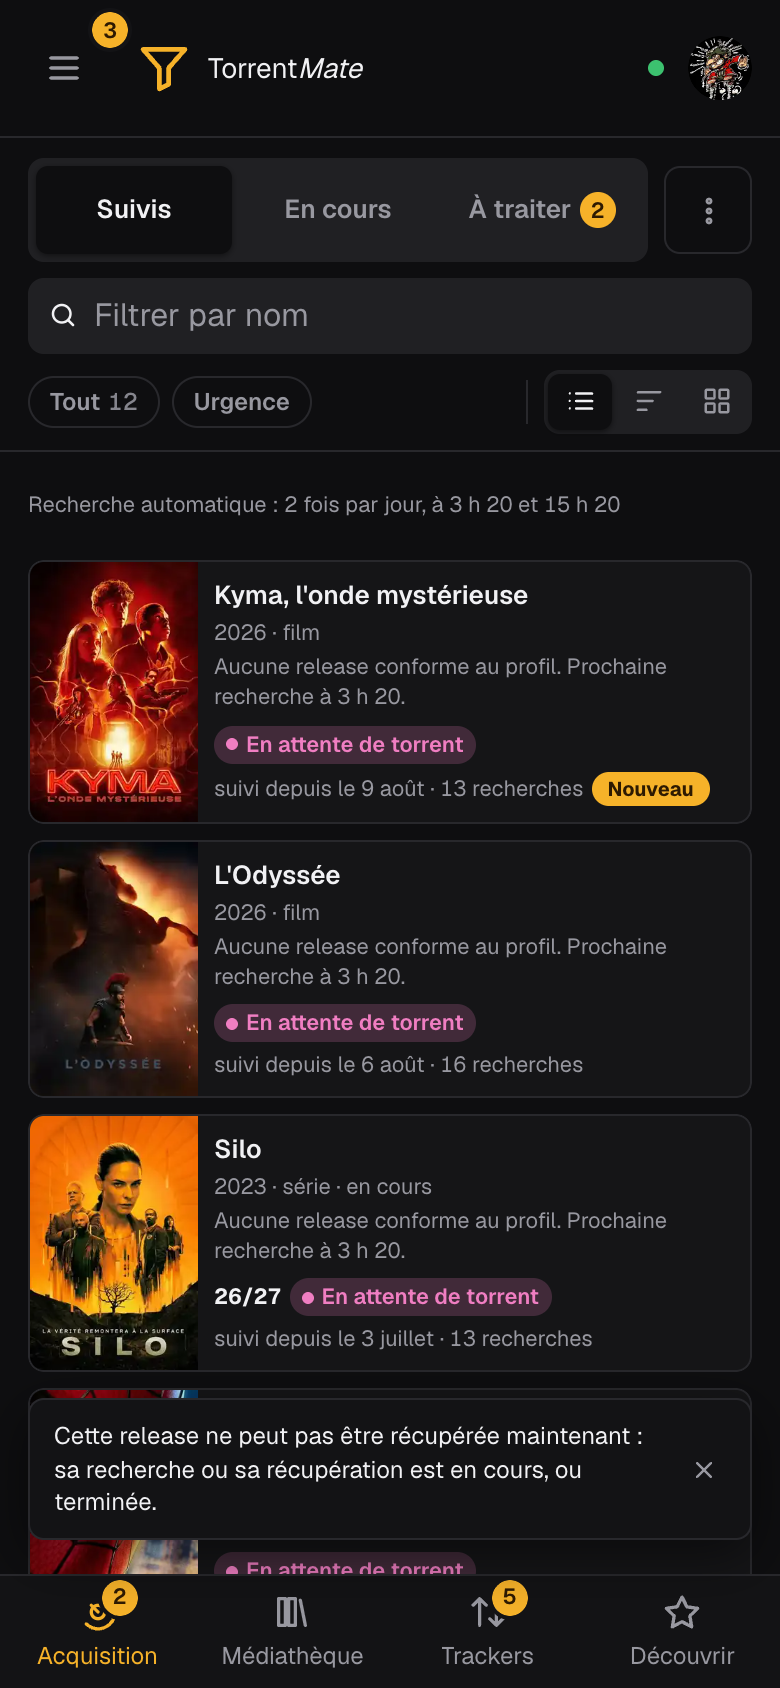 3
TorrentMate
Suivis
En cours
À traiter 2
Filtrer par nom
Tout 12
Urgence
Recherche automatique : 2 fois par jour, à 3 h 20 et 15 h 20
KYMA
L'ONDE MYSTÉRIEUSE
Kyma, l'onde mystérieuse
2026 · film
Aucune release conforme au profil. Prochaine
recherche à 3 h 20.
En attente de torrent
suivi depuis le 9 août · 13 recherches Nouveau
L'ODYSSÉE
L'Odyssée
2026 · film
Aucune release conforme au profil. Prochaine
recherche à 3 h 20.
En attente de torrent
suivi depuis le 6 août · 16 recherches
LA VÉRITÉ REMONTERA À LA SURFACE
SILO
Silo
2023 · série · en cours
Aucune release conforme au profil. Prochaine
recherche à 3 h 20.
26/27 En attente de torrent
suivi depuis le 3 juillet · 13 recherches
Cette release ne peut pas être récupérée maintenant :
sa recherche ou sa récupération est en cours, ou
terminée.
En attente de torrent
2
5
Acquisition
Médiathèque
Trackers
Découvrir